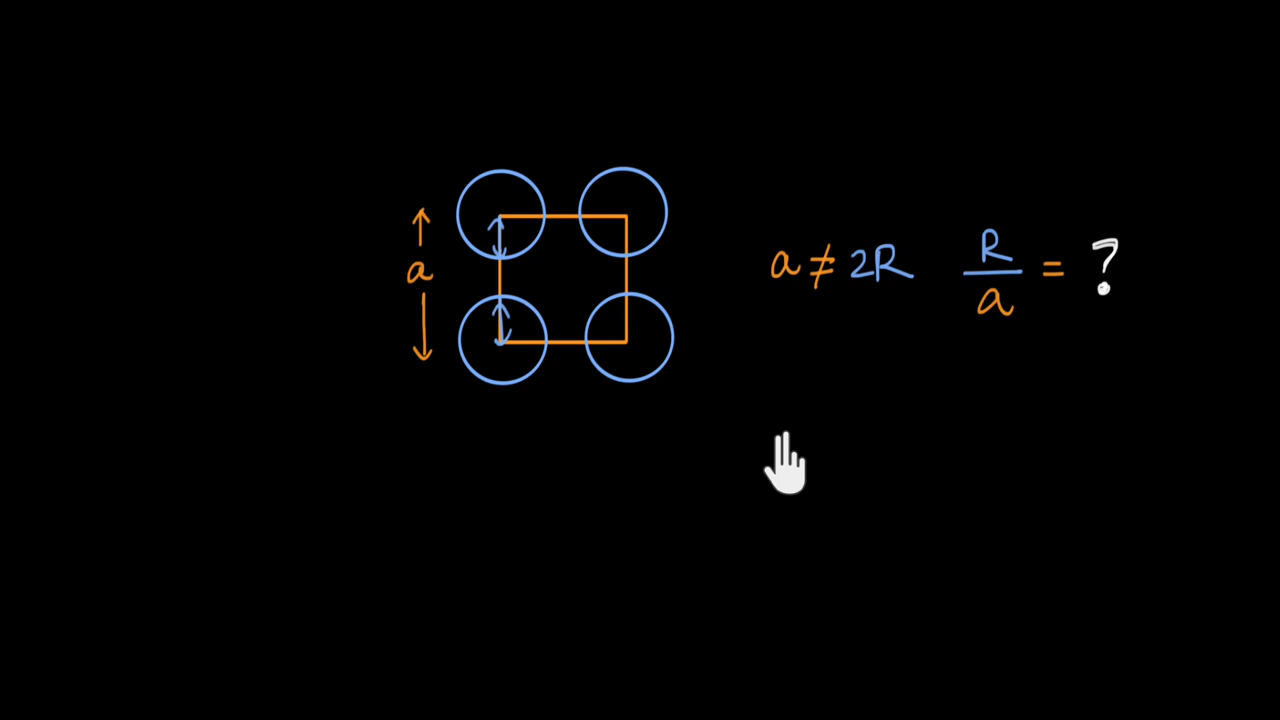 a
a ≠ 2R
R/a = ?